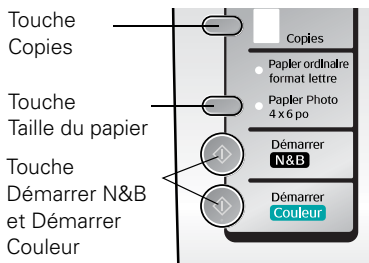 Touche
Copies
Copies
Papier ordinaire
format lettre
Touche
Taille du papier
Papier Photo
4 x 6 po
Touche
Démarrer N&B
et Démarrer
Couleur
Démarrer
N&B
Démarrer
Couleur